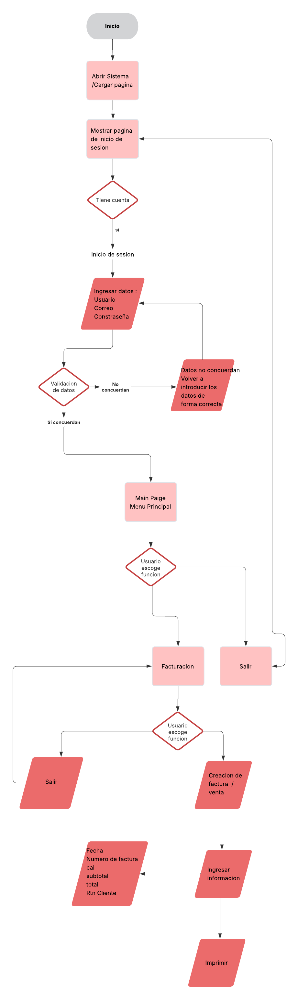 Inicio
Abrir Sistema
/Cargar pagina
Mostrar pagina
de inicio de
sesion
Tiene cuenta
si
Inicio de sesion
Ingresar datos :
Usuario
Correo
Constraseña
Datos no concuerdan
Volver a
introducir los
datos de
forma correcta
Validacion
de datos
No
concuerdan
Si concuerdan
Main Paige
Menu Principal
Usuario
escoge
funcion
Facturacion
Salir
Usuario
escoge
funcion
Salir
Creacion de
factura /
venta
Fecha
Numero de factura
cai
subtotal
total
Rtn Cliente
Ingresar
informacion
Imprimir